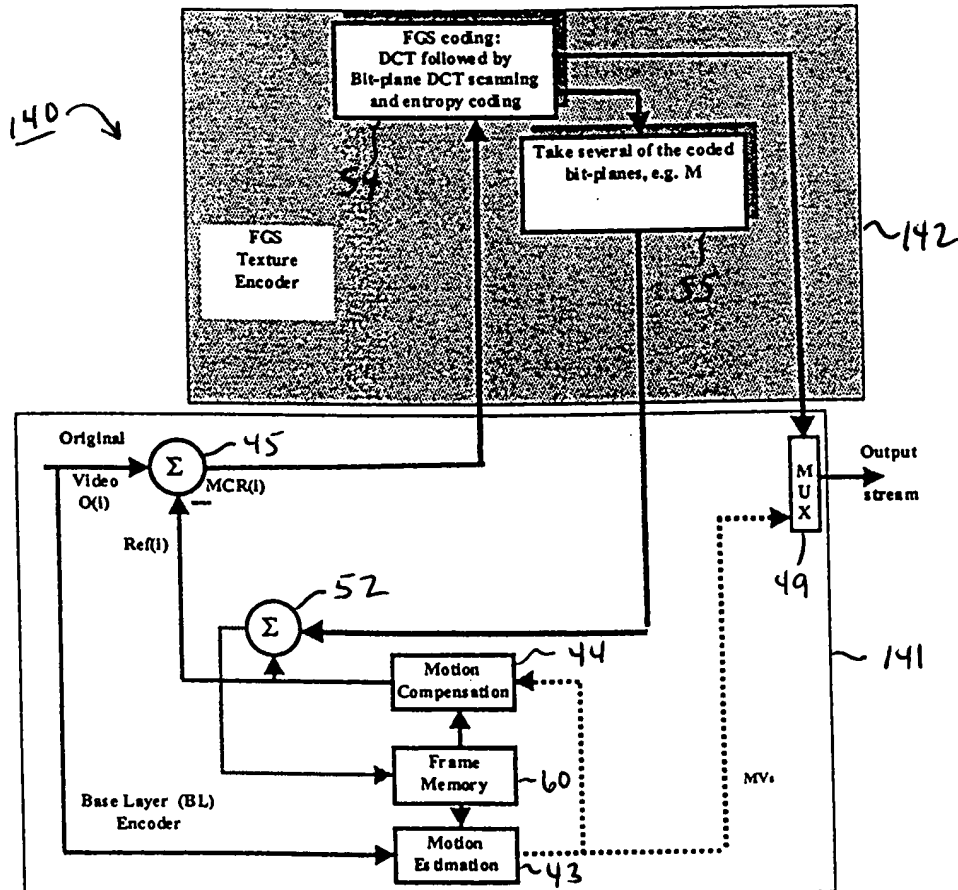 FGS coding:
DCT followed by
Bit-plane DCT scanning
and entropy coding
140
54
Take several of the coded
bit-planes, e.g. M
142
55
FGS
Texture
Encoder
Original
Video
O(i)
Σ
45
MCR(i)
Ref(i)
MUX
Output
stream
49
52
Σ
44
Motion
Compensation
141
Frame
Memory
60
MVs
Base Layer (BL)
Encoder
Motion
Estimation
43